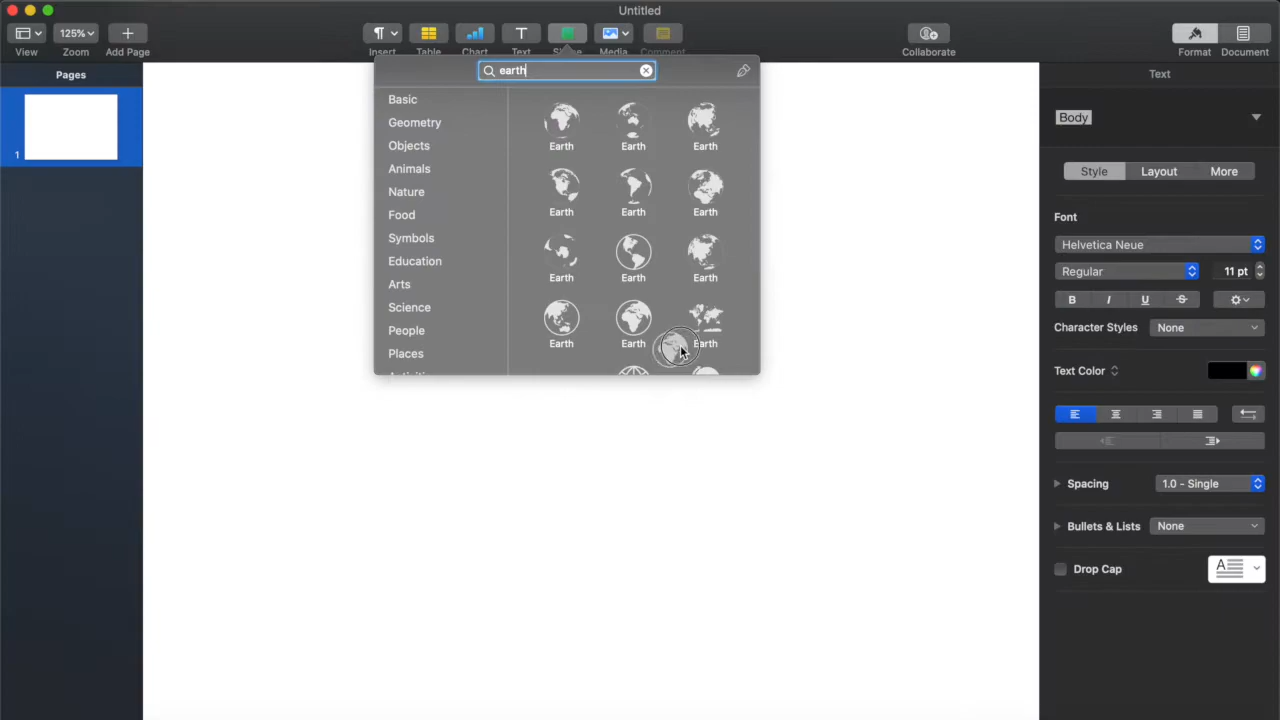 Untitled
125%
View Zoom Add Page Insert Table Chart Text Shape Media Comment Collaborate Format Document
Pages
1
earth
Basic
Geometry
Objects
Animals
Nature
Food
Symbols
Education
Arts
Science
People
Places
Earth Earth Earth
Earth Earth Earth
Earth Earth Earth
Earth Earth Earth
Text
Body
Style Layout More
Font
Helvetica Neue
Regular 11 pt
B I U S
Character Styles None
Text Color
Spacing 1.0 - Single
Bullets & Lists None
Drop Cap A